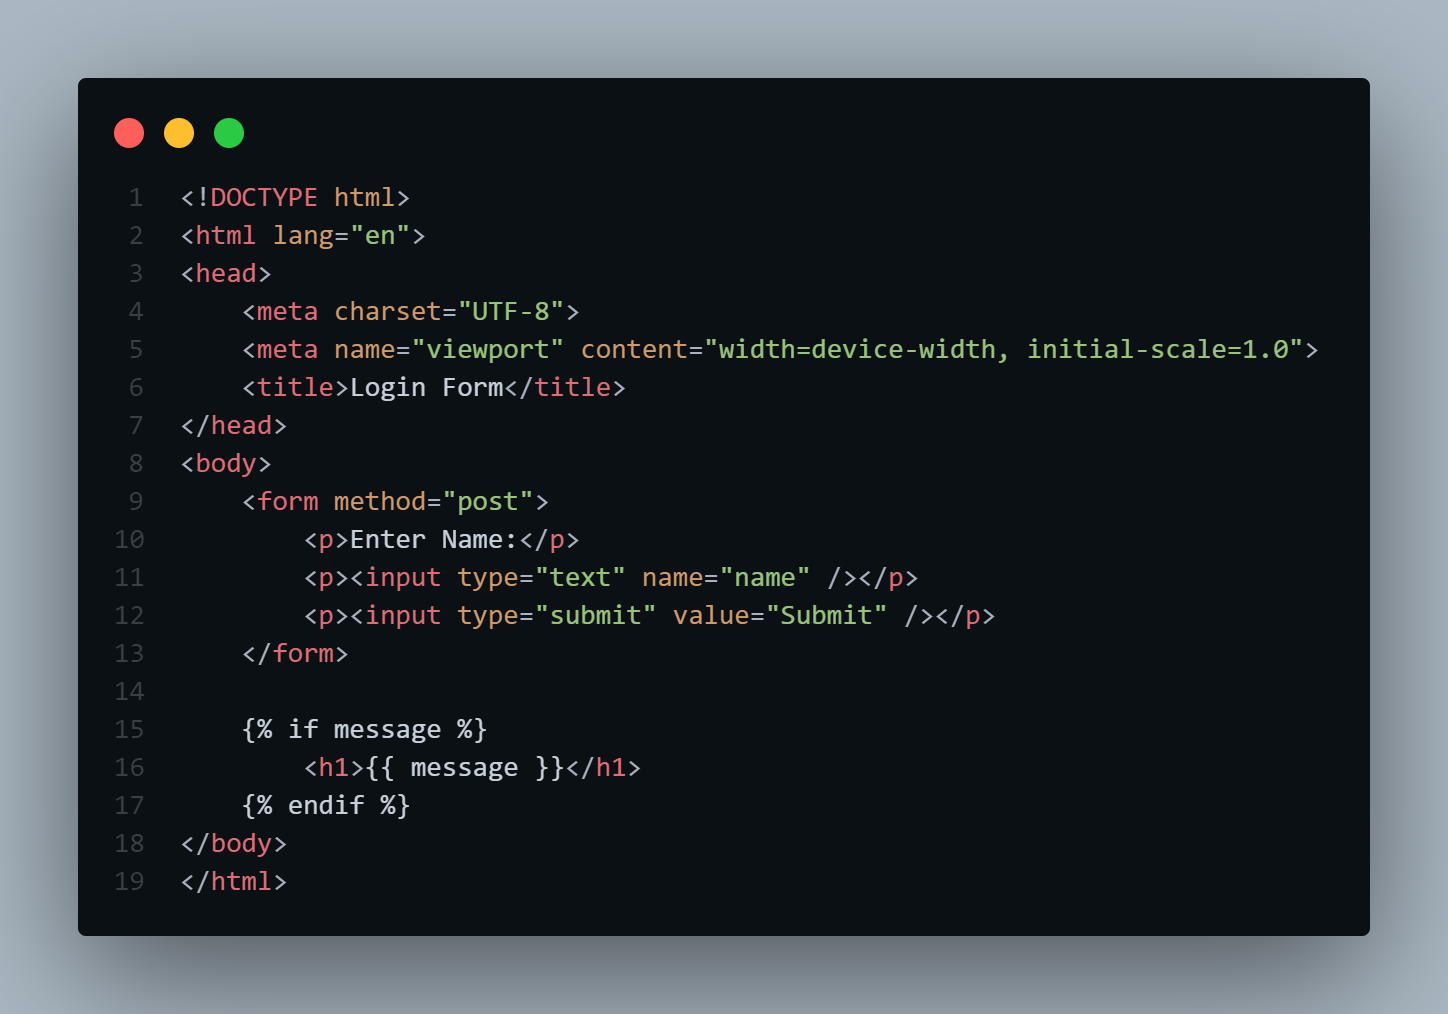 1 <!DOCTYPE html>
2 <html lang="en">
3 <head>
4     <meta charset="UTF-8">
5     <meta name="viewport" content="width=device-width, initial-scale=1.0">
6     <title>Login Form</title>
7 </head>
8 <body>
9     <form method="post">
10         <p>Enter Name:</p>
11         <p><input type="text" name="name" /></p>
12         <p><input type="submit" value="Submit" /></p>
13     </form>
14
15     {% if message %}
16         <h1>{{ message }}</h1>
17     {% endif %}
18 </body>
19 </html>